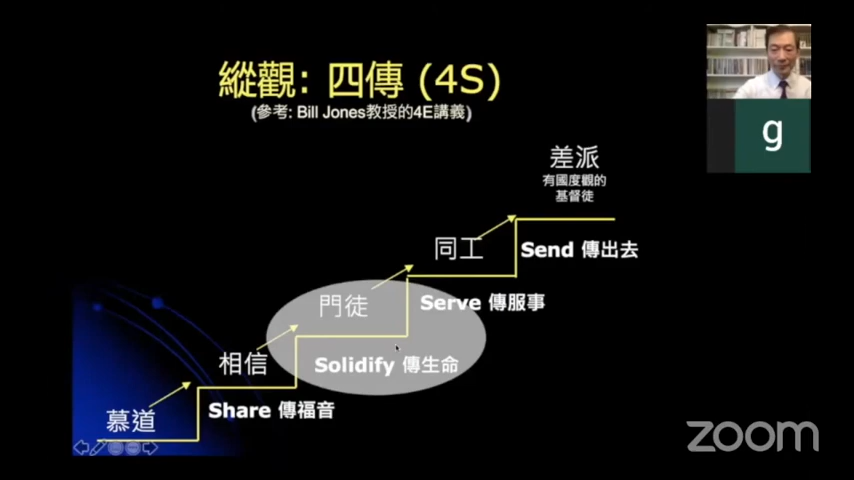 縱觀: 四傳 (4S)
(參考: Bill Jones教授的4E講義)
g
差派
有國度觀的
基督徒
同工
Send 傳出去
門徒
Serve 傳服事
相信
Solidify 傳生命
慕道
Share 傳福音
zoom